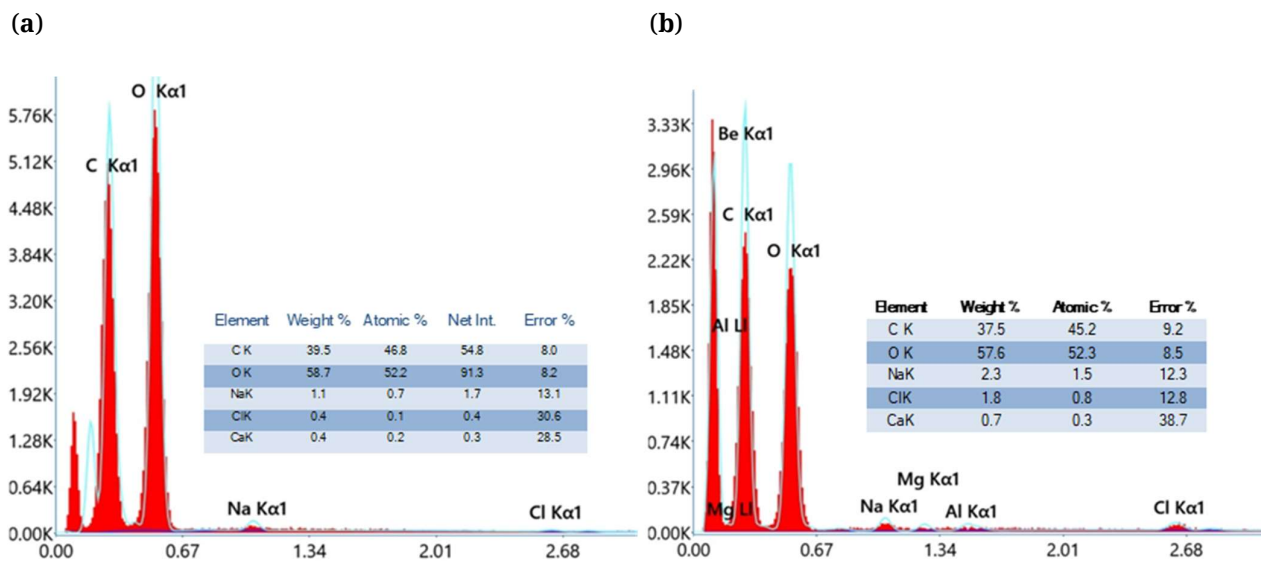 (a)
O Kα1
C Kα1
5.76K
5.12K
4.48K
3.84K
3.20K
2.56K
1.92K
1.28K
0.64K
0.00K
Element Weight % Atomic % Net Int. Error %
C K 39.5 46.8 54.8 8.0
O K 58.7 52.2 91.3 8.2
NaK 1.1 0.7 1.7 13.1
ClK 0.4 0.1 0.4 30.6
CaK 0.4 0.2 0.3 28.5
Na Kα1
Cl Kα1
0.00 0.67 1.34 2.01 2.68
(b)
Be Kα1
C Kα1
O Kα1
Al Ll
3.33K
2.96K
2.59K
2.22K
1.85K
1.48K
1.11K
0.74K
0.37K
0.00K
Element Weight % Atomic % Error %
C K 37.5 45.2 9.2
O K 57.6 52.3 8.5
NaK 2.3 1.5 12.3
ClK 1.8 0.8 12.8
CaK 0.7 0.3 38.7
Mg Kα1
Mg Ll
Na Kα1
Al Kα1
Cl Kα1
0.00 0.67 1.34 2.01 2.68